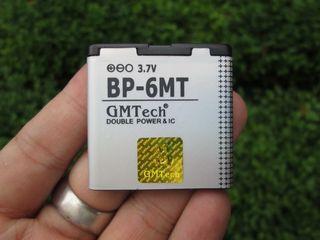 3.7V
BP-6MT
GMTech®
DOUBLE POWER & IC
GMTech